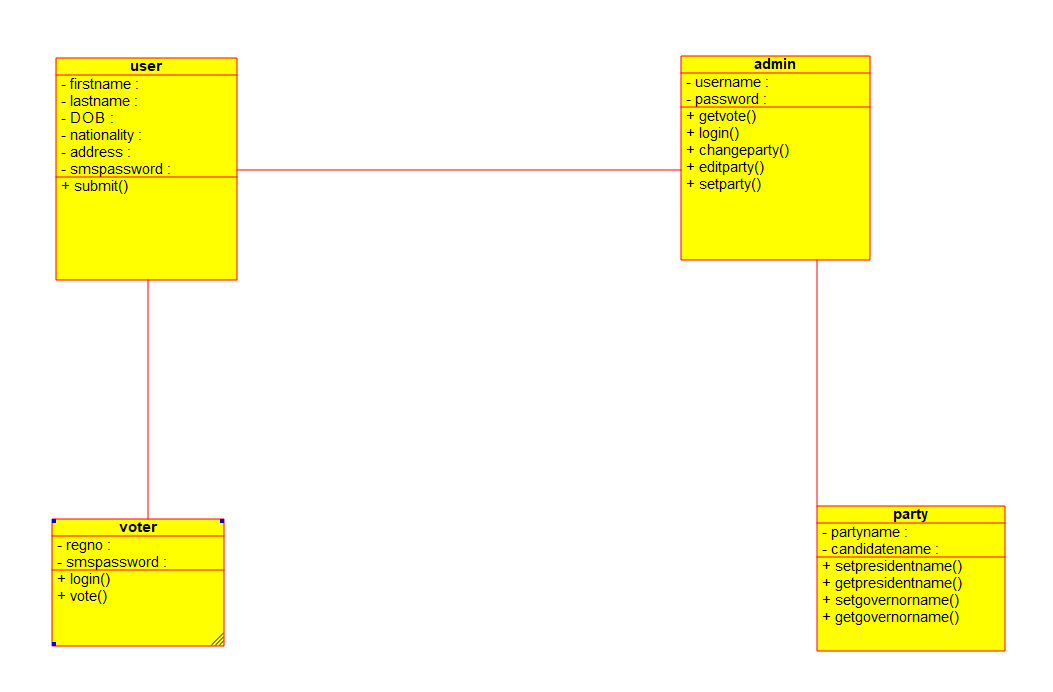 user
- firstname :
- lastname :
- DOB :
- nationality :
- address :
- smspassword :
+ submit()
admin
- username :
- password :
+ getvote()
+ login()
+ changeparty()
+ editparty()
+ setparty()
voter
- regno :
- smspassword :
+ login()
+ vote()
party
- partyname :
- candidatename :
+ setpresidentname()
+ getpresidentname()
+ setgovernorname()
+ getgovernorname()